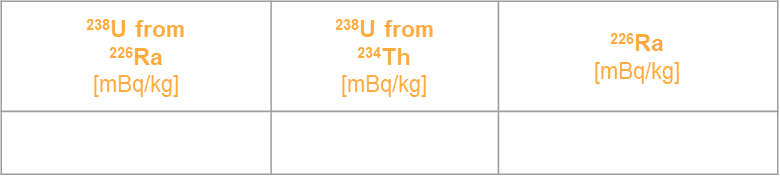 ²³⁸U from
²²⁶Ra
[mBq/kg]
²³⁸U from
²³⁴Th
[mBq/kg]
²²⁶Ra
[mBq/kg]